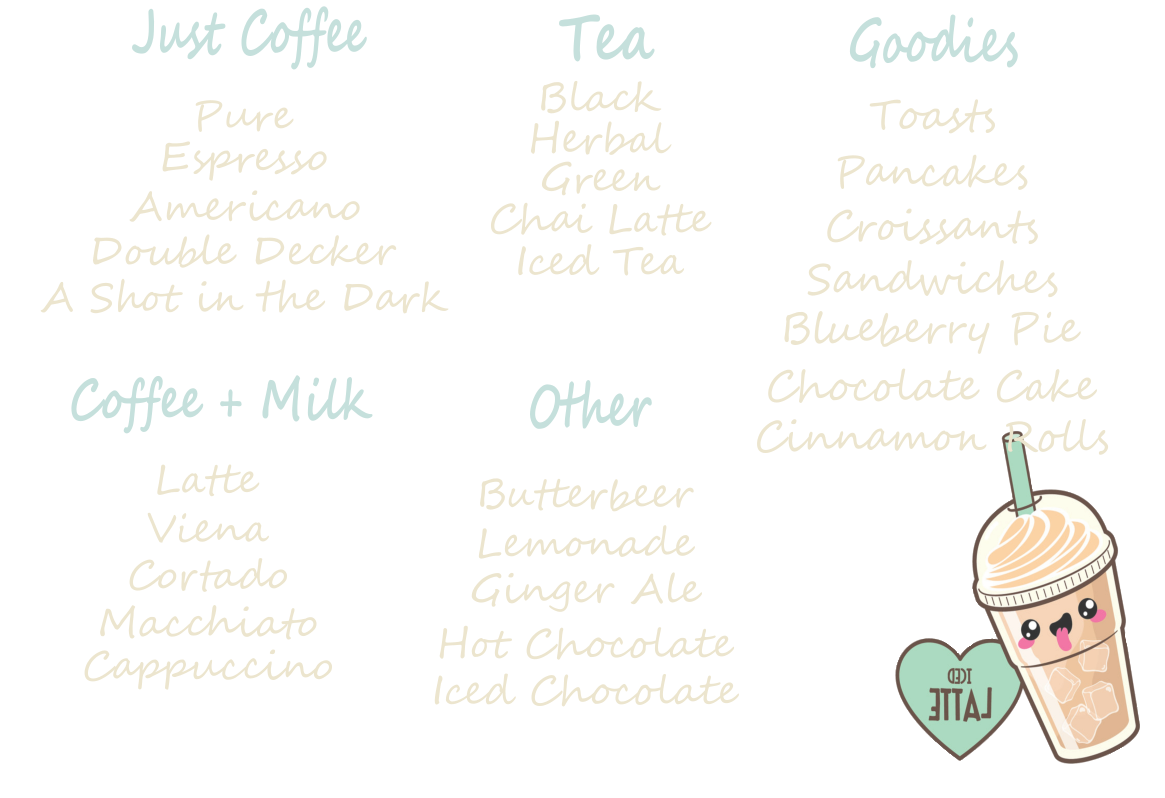 Just Coffee
Pure
Espresso
Americano
Double Decker
A Shot in the Dark
Coffee + Milk
Latte
Viena
Cortado
Macchiato
Cappuccino
Tea
Black
Herbal
Green
Chai Latte
Iced Tea
Other
Butterbeer
Lemonade
Ginger Ale
Hot Chocolate
Iced Chocolate
Goodies
Toasts
Pancakes
Croissants
Sandwiches
Blueberry Pie
Chocolate Cake
Cinnamon Rolls
ICED
LATTE